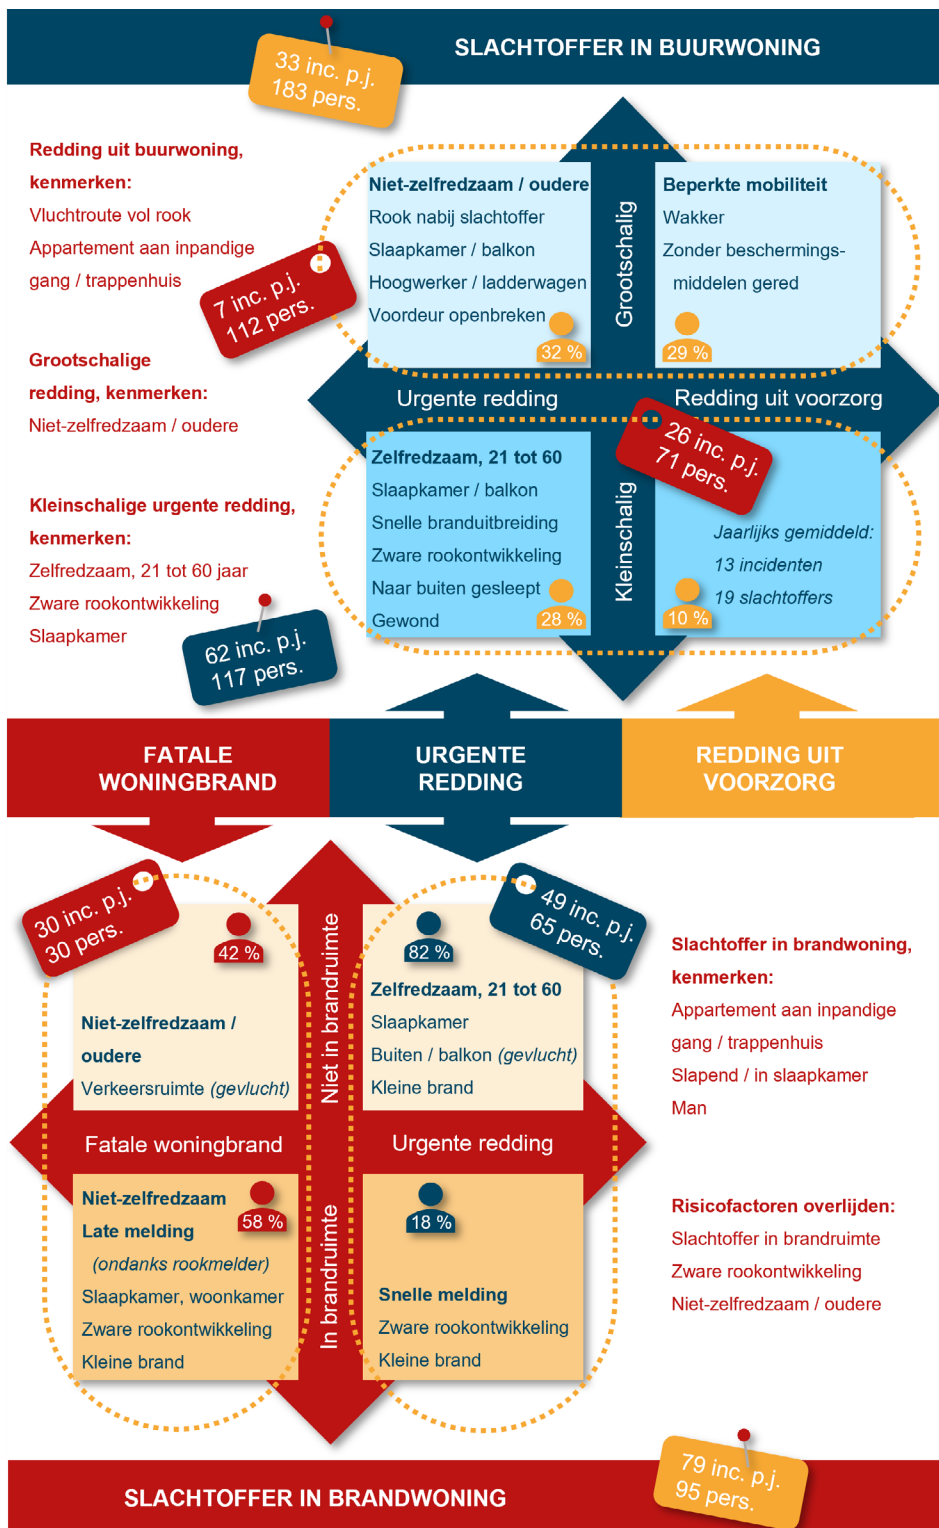 SLACHTOFFER IN BUURWONING
33 inc. p.j.
183 pers.
Redding uit buurwoning,
kenmerken:
Vluchtroute vol rook
Appartement aan inpandige
gang / trappenhuis
7 inc. p.j.
112 pers.
Grootschalige
redding, kenmerken:
Niet-zelfredzaam / oudere
Kleinschalige urgente redding,
kenmerken:
Zelfredzaam, 21 tot 60 jaar
Zware rookontwikkeling
Slaapkamer
62 inc. p.j.
117 pers.
Niet-zelfredzaam / oudere
Rook nabij slachtoffer
Slaapkamer / balkon
Hoogwerker / ladderwagen
Voordeur openbreken
32 %
Grootschalig
Beperkte mobiliteit
Wakker
Zonder beschermings-
middelen gered
29 %
Urgente redding
Redding uit voorzorg
26 inc. p.j.
71 pers.
Zelfredzaam, 21 tot 60
Slaapkamer / balkon
Snelle branduitbreiding
Zware rookontwikkeling
Naar buiten gesleept
Gewond
28 %
Kleinschalig
Jaarlijks gemiddeld:
13 incidenten
19 slachtoffers
10 %
FATALE
WONINGBRAND
URGENTE
REDDING
REDDING UIT
VOORZORG
30 inc. p.j.
30 pers.
42 %
Niet-zelfredzaam /
oudere
Verkeersruimte (gevlucht)
Niet in brandruimte
49 inc. p.j.
65 pers.
82 %
Zelfredzaam, 21 tot 60
Slaapkamer
Buiten / balkon (gevlucht)
Kleine brand
Fatale woningbrand
Urgente redding
Niet-zelfredzaam
Late melding
(ondanks rookmelder)
Slaapkamer, woonkamer
Zware rookontwikkeling
Kleine brand
58 %
In brandruimte
18 %
Snelle melding
Zware rookontwikkeling
Kleine brand
Slachtoffer in brandwoning,
kenmerken:
Appartement aan inpandige
gang / trappenhuis
Slapend / in slaapkamer
Man
Risicofactoren overlijden:
Slachtoffer in brandruimte
Zware rookontwikkeling
Niet-zelfredzaam / oudere
79 inc. p.j.
95 pers.
SLACHTOFFER IN BRANDWONING